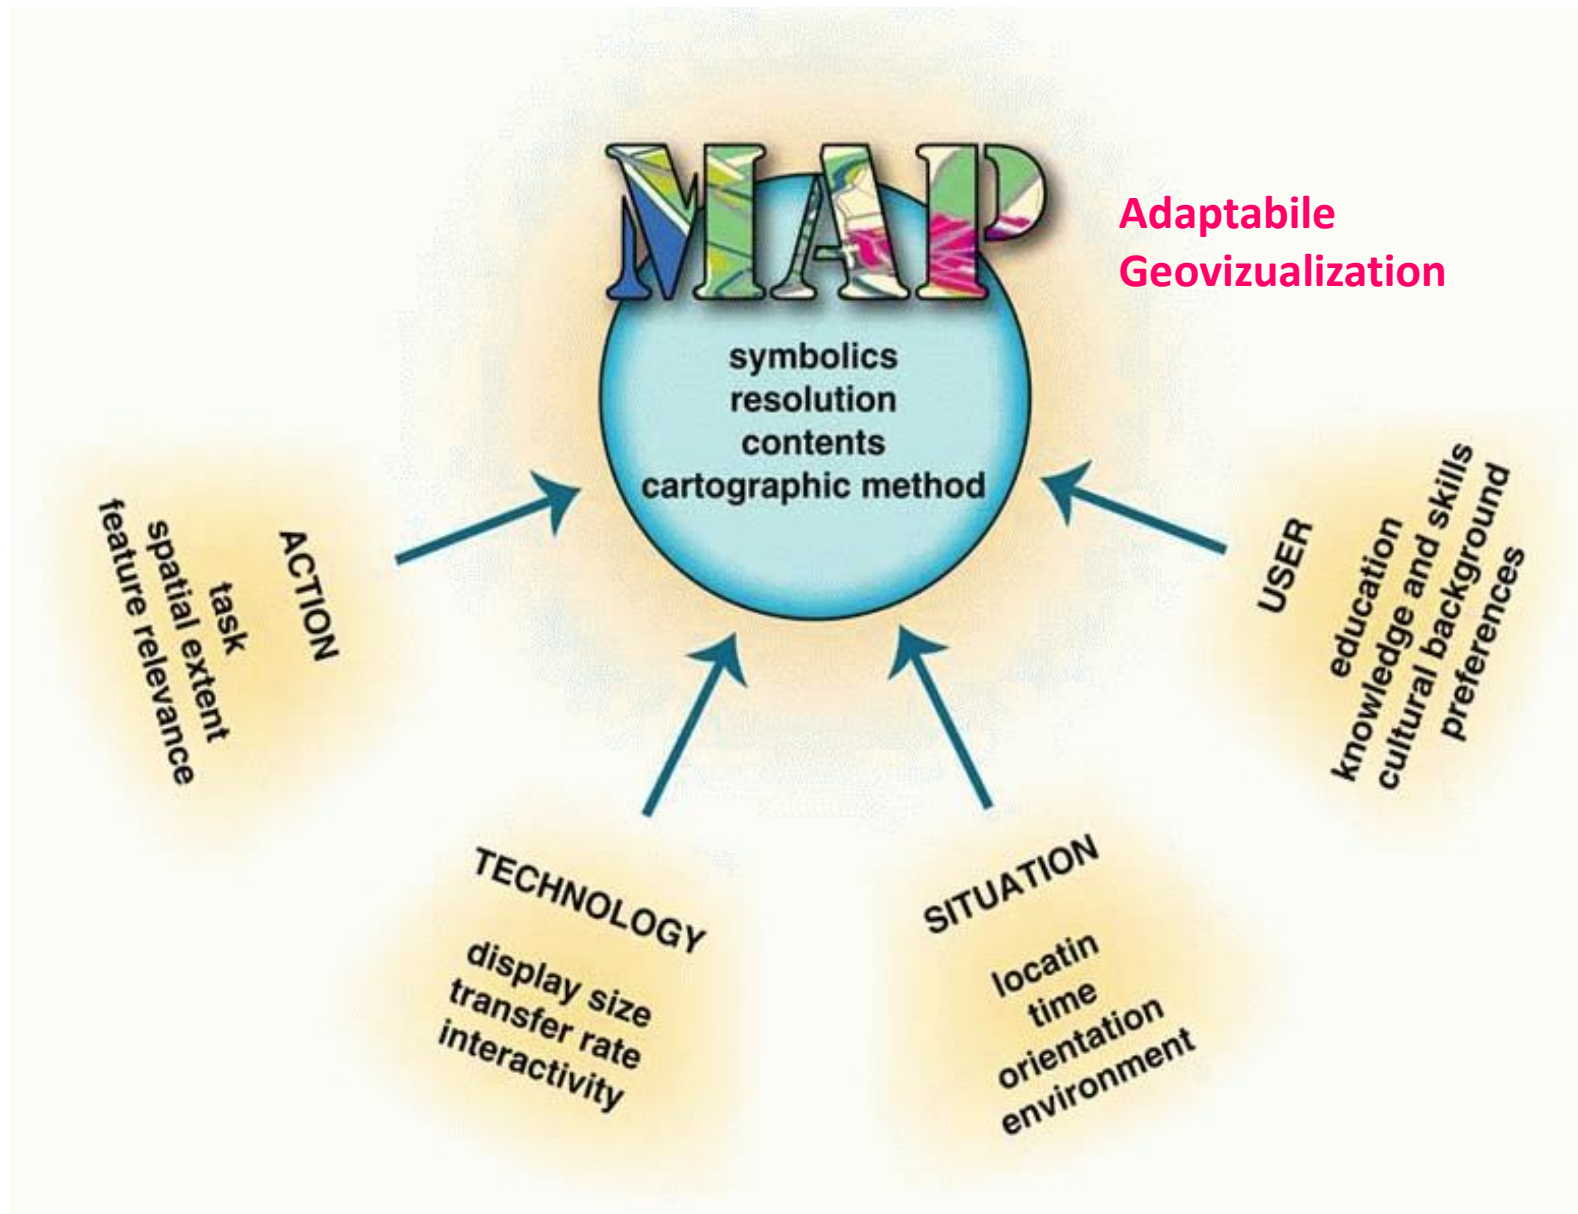 MAP
Adaptabile
Geovizualization
symbolics
resolution
contents
cartographic method
ACTION
task
spatial extent
feature relevance
TECHNOLOGY
display size
transfer rate
interactivity
SITUATION
locatin
time
orientation
environment
USER
education
knowledge and skills
cultural background
preferences